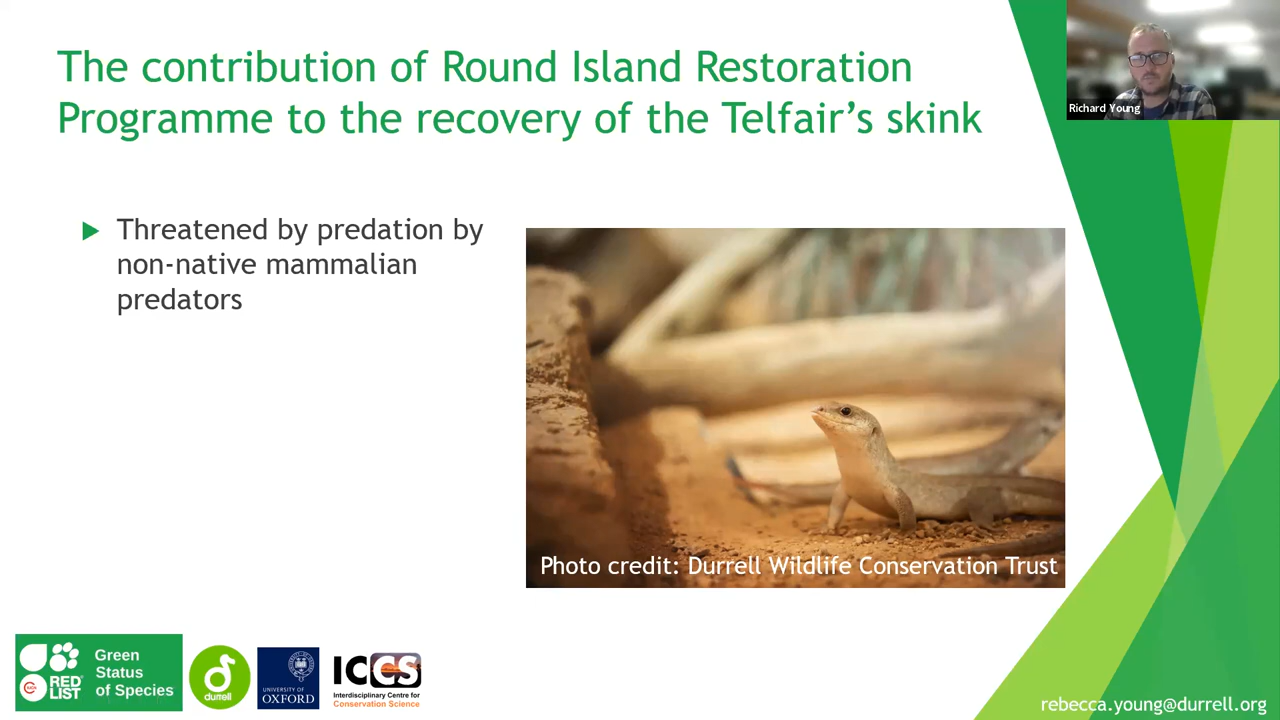 The contribution of Round Island Restoration
Programme to the recovery of the Telfair’s skink
Richard Young
Threatened by predation by
non-native mammalian
predators
Photo credit: Durrell Wildlife Conservation Trust
RED
LIST
Green
Status
of Species
durrell
UNIVERSITY OF
OXFORD
ICCS
Interdisciplinary Centre for
Conservation Science
rebecca.young@durrell.org